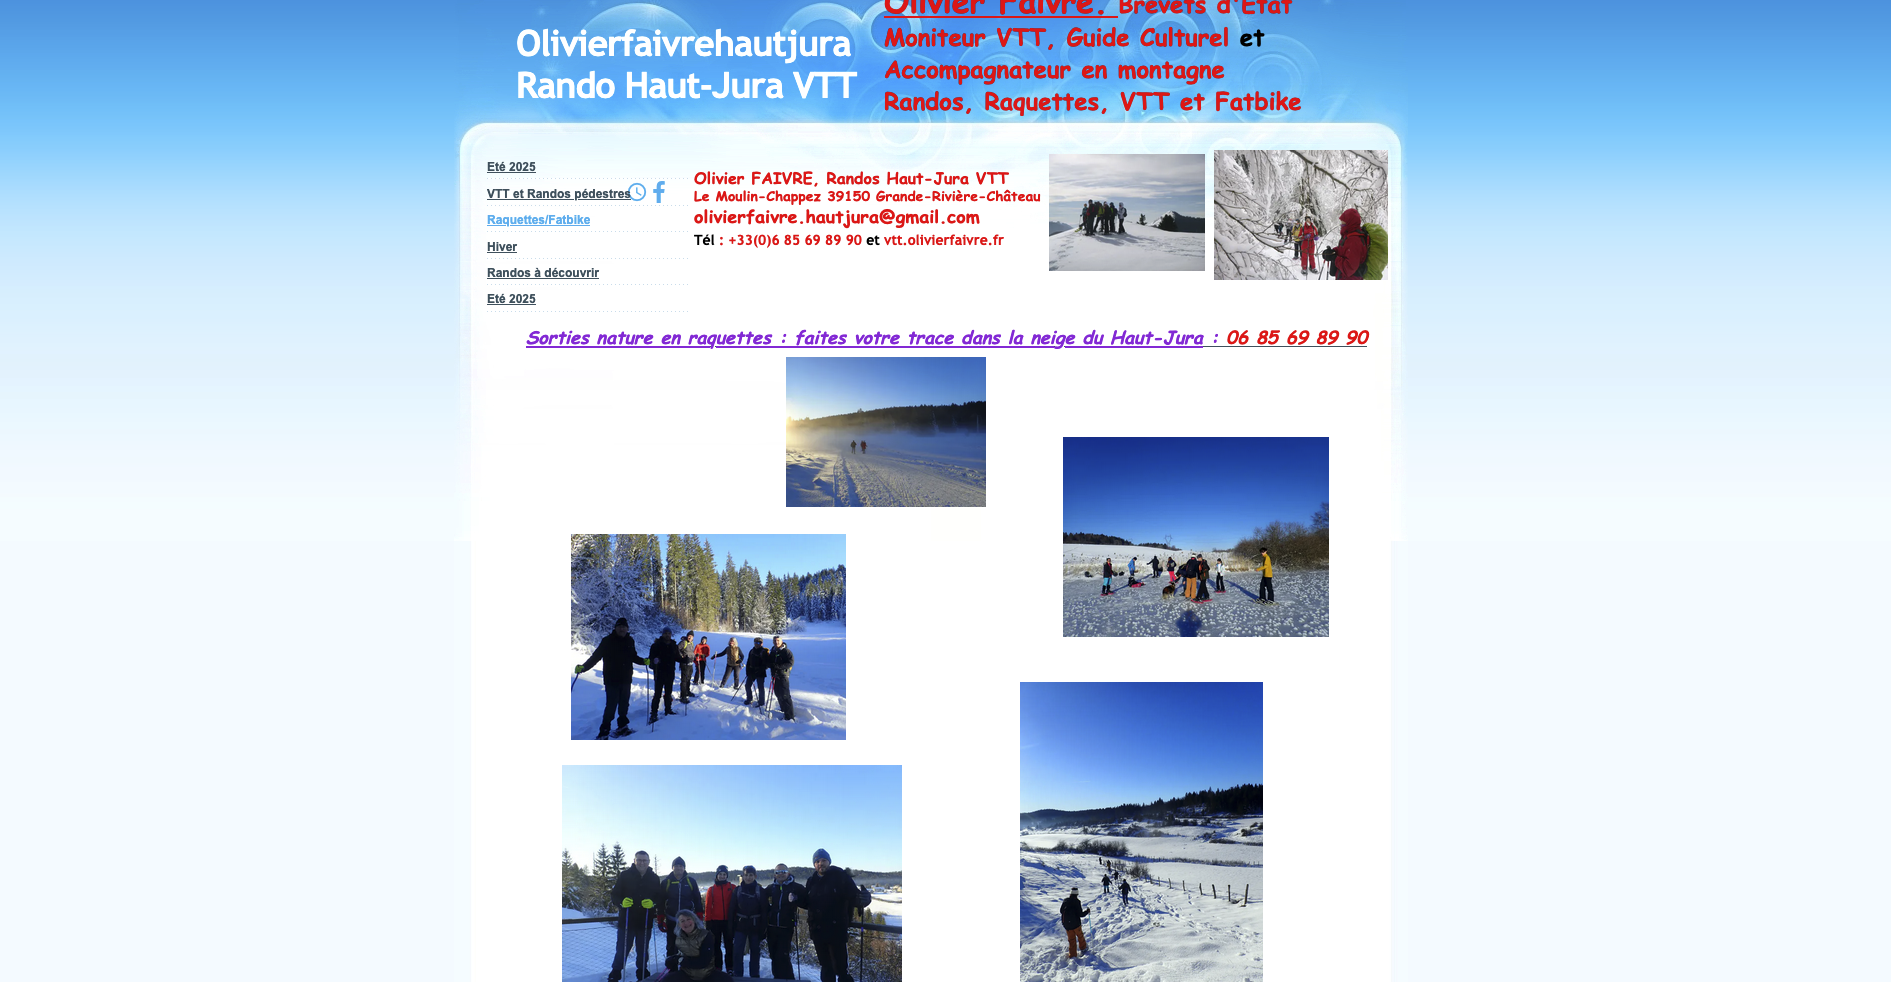 Olivier Faivre. Brevets d'Etat
Moniteur VTT, Guide Culturel et
Accompagnateur en montagne
Randos, Raquettes, VTT et Fatbike
Olivierfaivrehautjura
Rando Haut-Jura VTT
Eté 2025
VTT et Randos pédestres
Raquettes/Fatbike
Hiver
Randos à découvrir
Eté 2025
Olivier FAIVRE, Randos Haut-Jura VTT
Le Moulin-Chappez 39150 Grande-Rivière-Château
olivierfaivre.hautjura@gmail.com
Tél : +33(0)6 85 69 89 90 et vtt.olivierfaivre.fr
Sorties nature en raquettes : faites votre trace dans la neige du Haut-Jura : 06 85 69 89 90